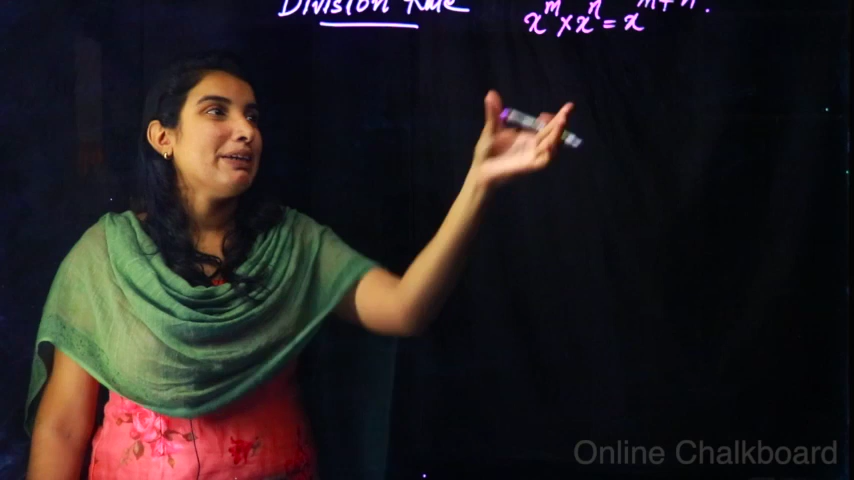 Division Rule
x^m × x^n = x^{m+n}.
Online Chalkboard